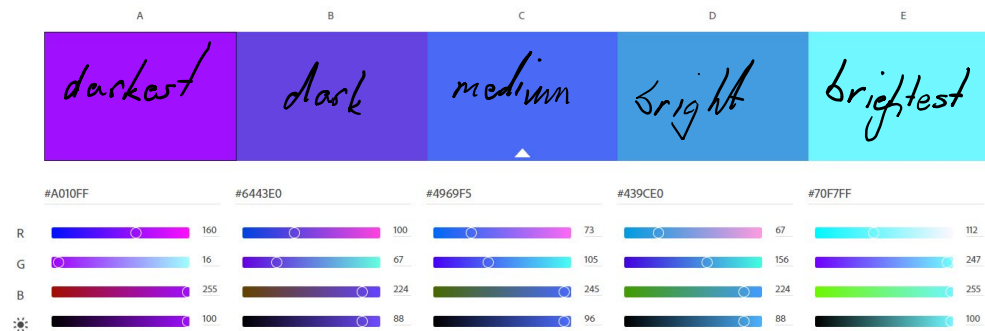 A B C D E
darkest dark medium bright brightest
#A010FF #6443E0 #4969F5 #439CE0 #70F7FF
R 160 100 73 67 112
G 16 67 105 156 247
B 255 224 245 224 255
100 88 96 88 100